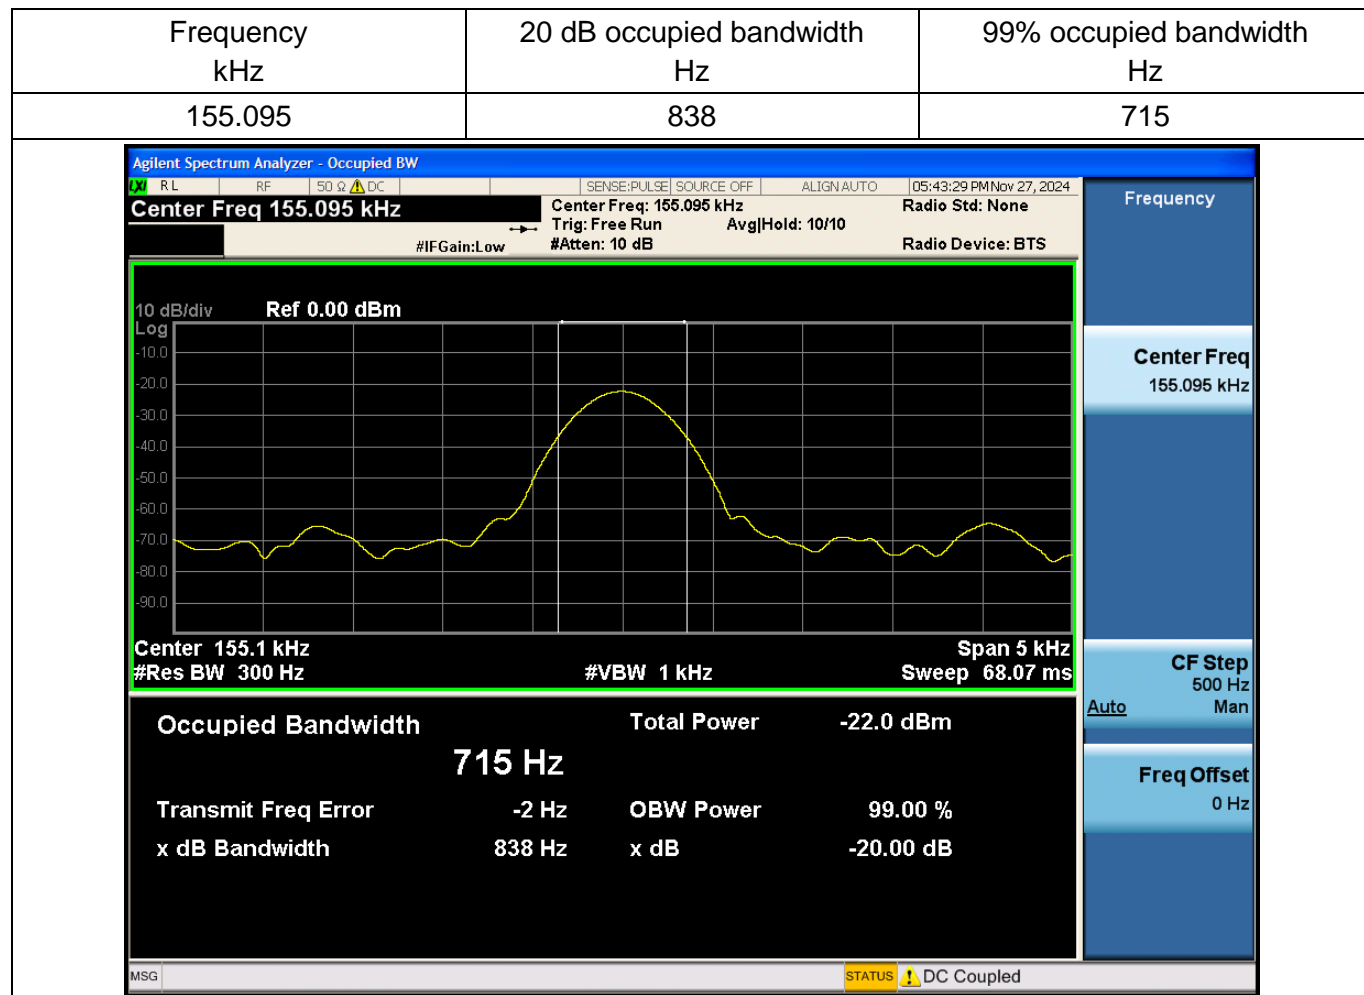 Frequency 20 dB occupied bandwidth 99% occupied bandwidth
kHz Hz Hz
155.095 838 715
Agilent Spectrum Analyzer - Occupied BW
LXI RL RF 50 Ω DC SENSE:PULSE SOURCE OFF ALIGN AUTO 05:43:29 PM Nov 27, 2024
Center Freq 155.095 kHz Center Freq: 155.095 kHz Radio Std: None
Trig: Free Run Avg|Hold: 10/10
#IFGain:Low #Atten: 10 dB Radio Device: BTS
10 dB/div Ref 0.00 dBm
Log
-10.0
-20.0
-30.0
-40.0
-50.0
-60.0
-70.0
-80.0
-90.0
Center 155.1 kHz Span 5 kHz
#Res BW 300 Hz #VBW 1 kHz Sweep 68.07 ms
Occupied Bandwidth Total Power -22.0 dBm
715 Hz
Transmit Freq Error -2 Hz OBW Power 99.00 %
x dB Bandwidth 838 Hz x dB -20.00 dB
Frequency
Center Freq
155.095 kHz
CF Step
500 Hz
Auto Man
Freq Offset
0 Hz
MSG STATUS DC Coupled